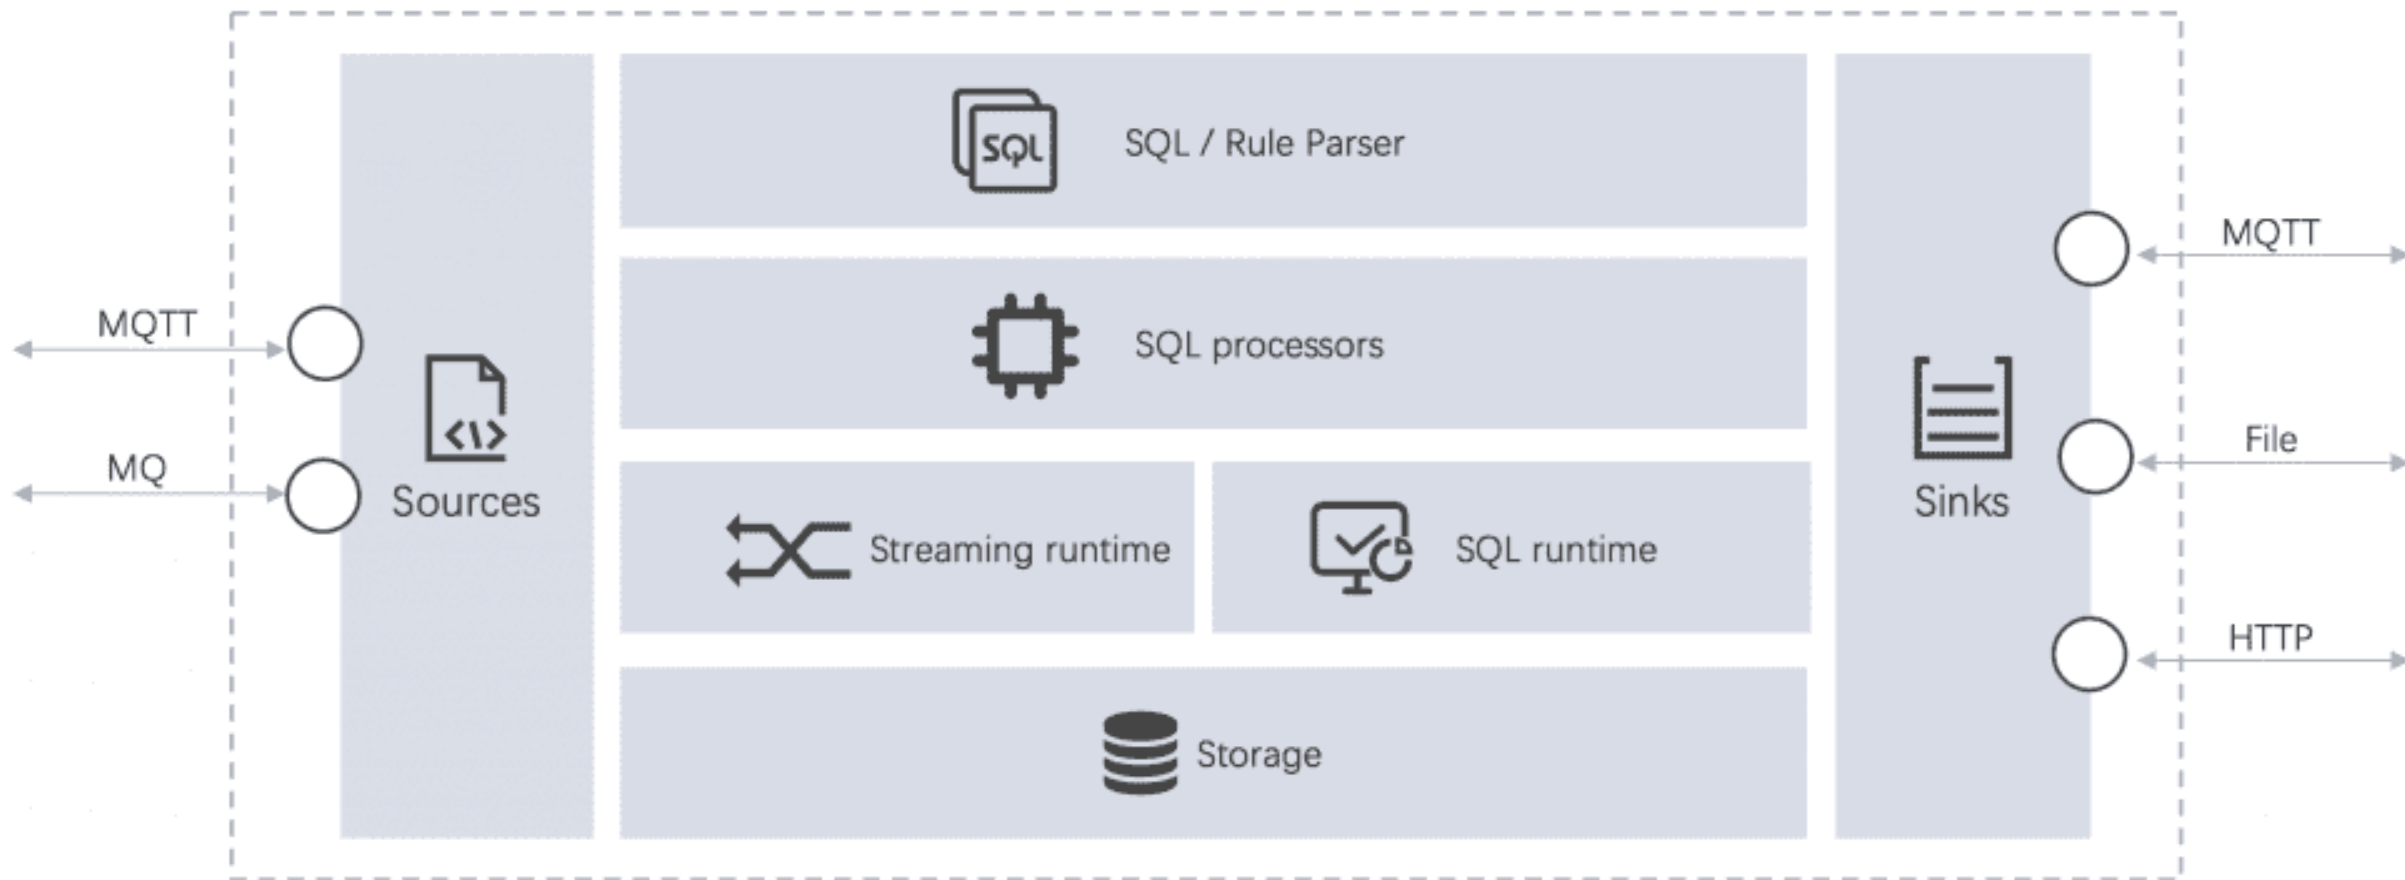 SQL
SQL / Rule Parser
MQTT
MQTT
SQL processors
File
MQ
Sources
Sinks
Streaming runtime
SQL runtime
HTTP
Storage